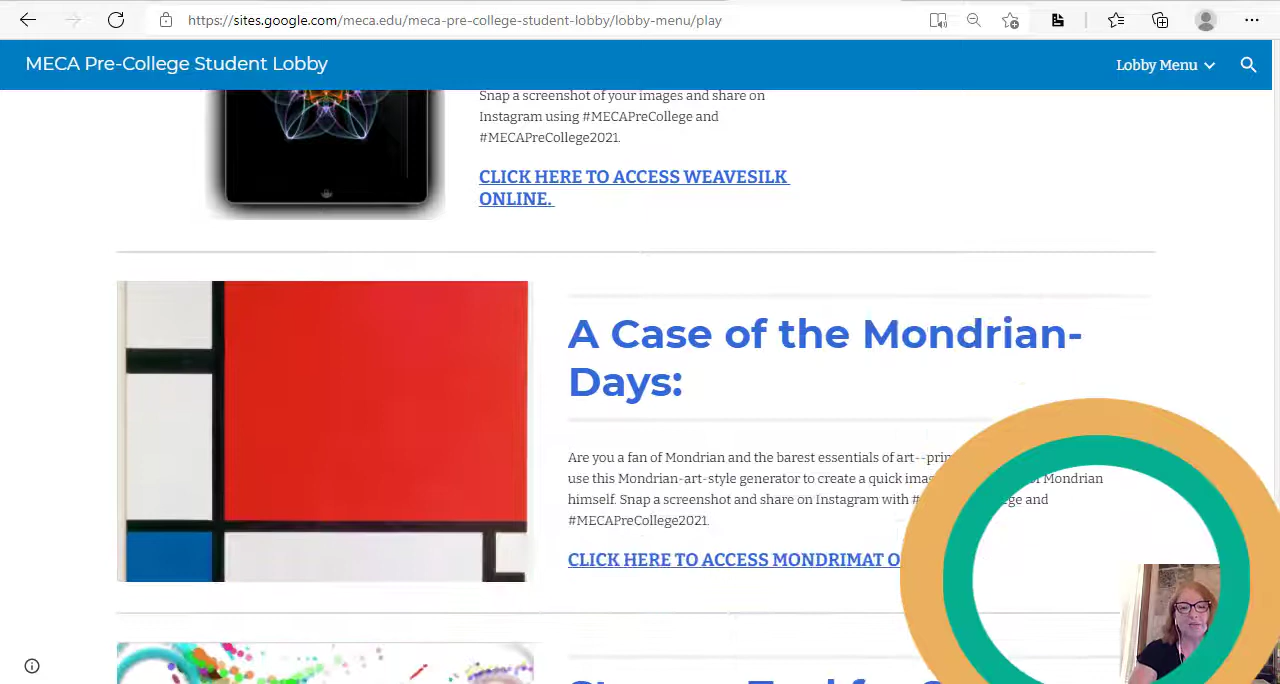 https://sites.google.com/meca.edu/meca-pre-college-student-lobby/lobby-menu/play
MECA Pre-College Student Lobby
Lobby Menu
Snap a screenshot of your images and share on
Instagram using #MECAPreCollege and
#MECAPreCollege2021.
CLICK HERE TO ACCESS WEAVESILK
ONLINE.
A Case of the Mondrian-
Days:
Are you a fan of Mondrian and the barest essentials of art--
use this Mondrian-art-style generator to create a quick Mondrian
himself. Snap a screenshot and share on Instagram with and
#MECAPreCollege2021.
CLICK HERE TO ACCESS MONDRIMAT